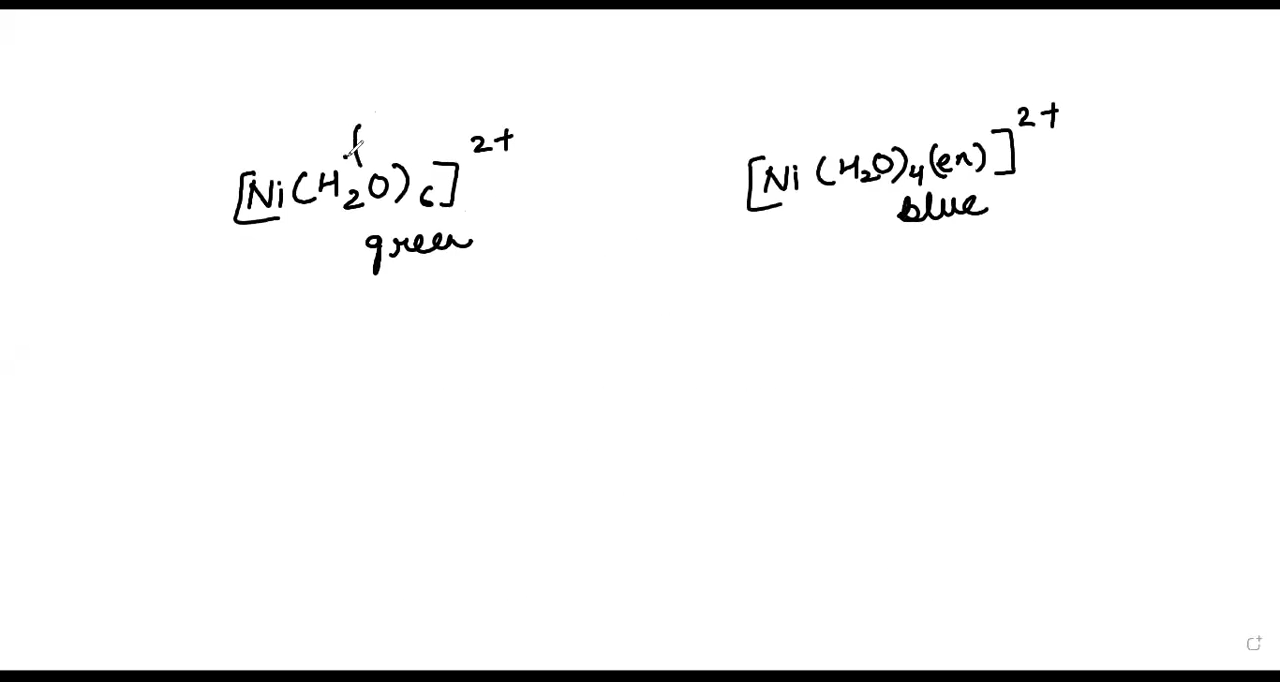 [Ni(H₂O)₆]²⁺
green
[Ni(H₂O)₄(en)]²⁺
blue